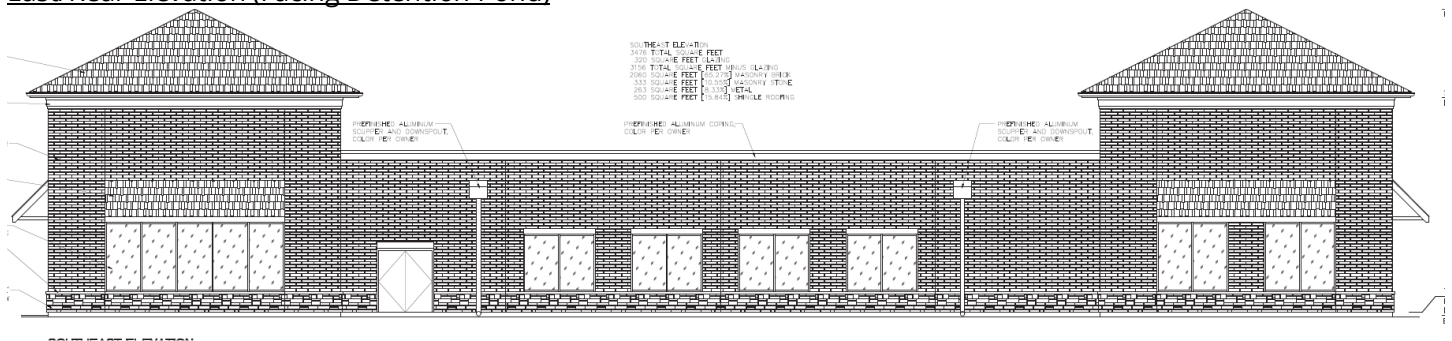 East Rear Elevation (Facing Detention Pond)
SOUTHEAST ELEVATION
3476 TOTAL SQUARE FEET
320 SQUARE FEET GLAZING
3156 TOTAL SQUARE FEET MINUS GLAZING
2060 SQUARE FEET [65.27%] MASONRY BRICK
333 SQUARE FEET [10.55%] MASONRY STONE
263 SQUARE FEET [8.33%] METAL
500 SQUARE FEET [15.84%] SHINGLE ROOFING
PREFINISHED ALUMINUM
SCUPPER AND DOWNSPOUT,
COLOR PER OWNER
PREFINISHED ALUMINUM COPING,
COLOR PER OWNER
PREFINISHED ALUMINUM
SCUPPER AND DOWNSPOUT,
COLOR PER OWNER
SOUTHEAST ELEVATION